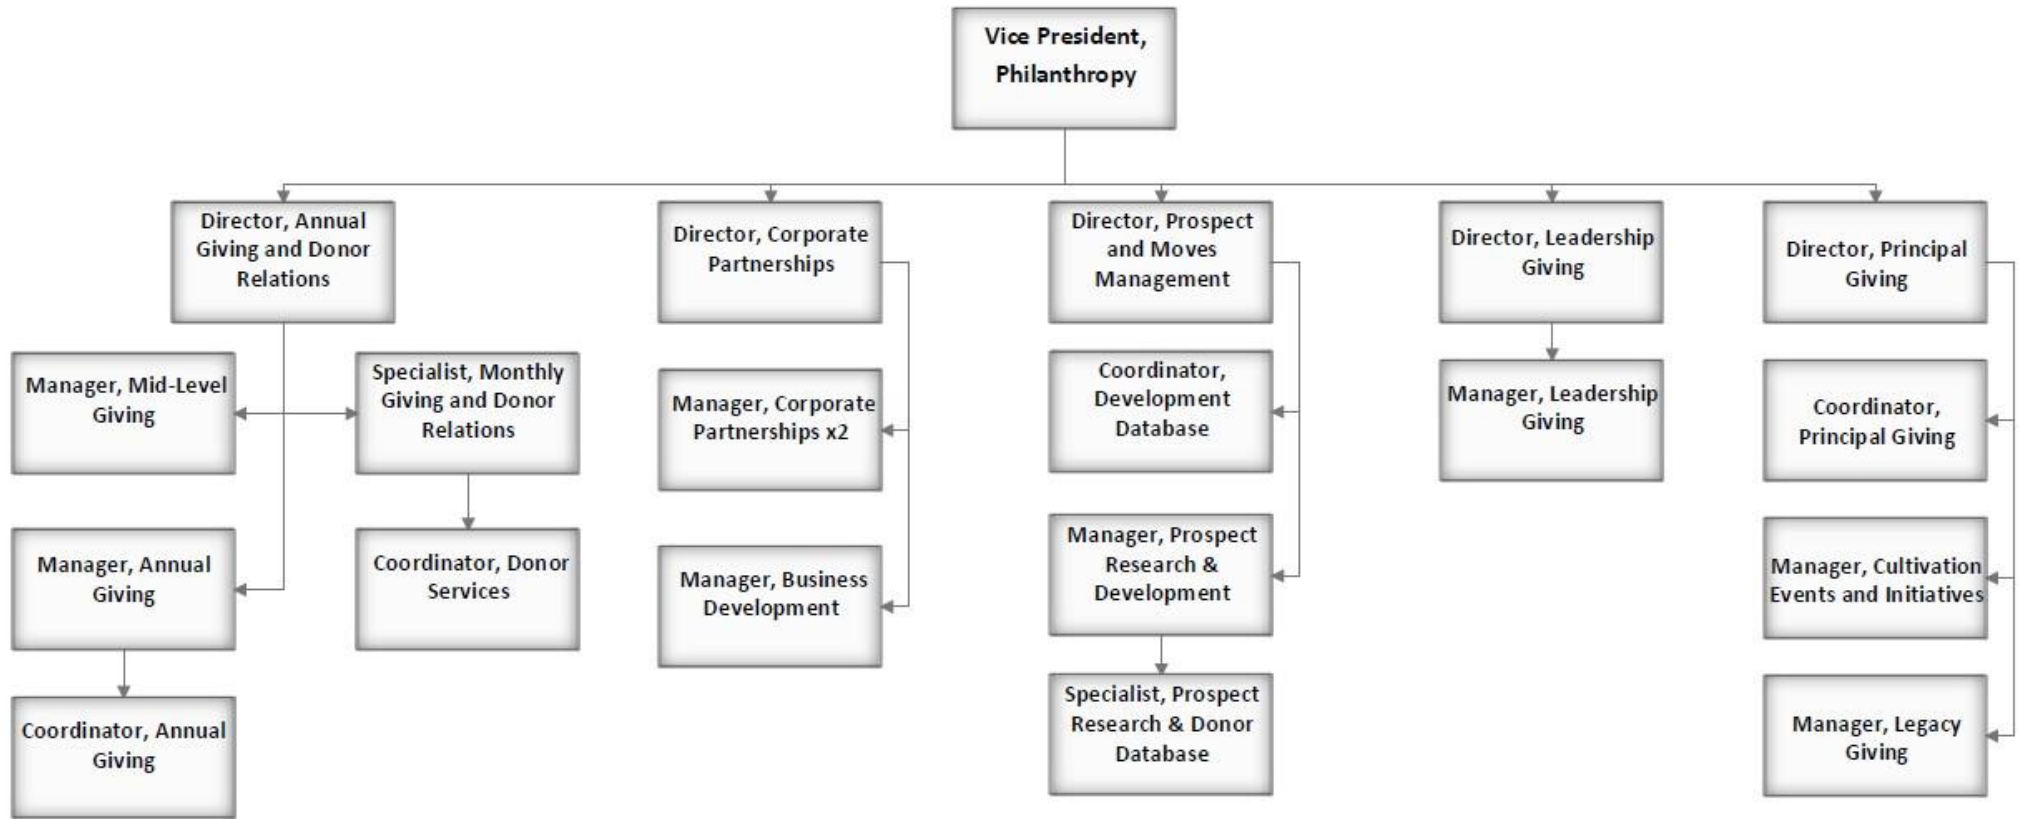 Vice President,
Philanthropy
Director, Annual
Giving and Donor
Relations
Director, Corporate
Partnerships
Director, Prospect
and Moves
Management
Director, Leadership
Giving
Director, Principal
Giving
Manager, Mid-Level
Giving
Specialist, Monthly
Giving and Donor
Relations
Manager, Corporate
Partnerships x2
Coordinator,
Development
Database
Manager, Leadership
Giving
Coordinator,
Principal Giving
Manager, Annual
Giving
Coordinator, Donor
Services
Manager, Business
Development
Manager, Prospect
Research &
Development
Manager, Cultivation
Events and Initiatives
Coordinator, Annual
Giving
Specialist, Prospect
Research & Donor
Database
Manager, Legacy
Giving